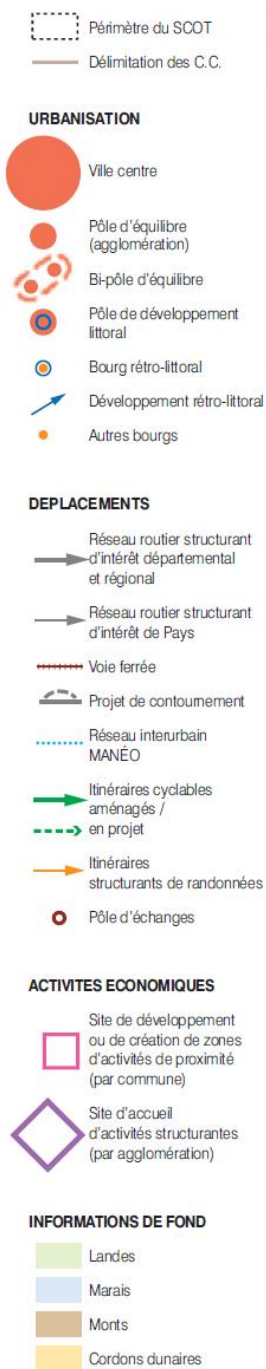 Périmètre du SCOT
Délimitation des C.C.
URBANISATION
Ville centre
Pôle d'équilibre
(agglomération)
Bi-pôle d'équilibre
Pôle de développement
littoral
Bourg rétro-littoral
Développement rétro-littoral
Autres bourgs
DEPLACEMENTS
Réseau routier structurant
d'intérêt départemental
et régional
Réseau routier structurant
d'intérêt de Pays
Voie ferrée
Projet de contournement
Réseau interurbain
MANÉO
Itinéraires cyclables
aménagés /
en projet
Itinéraires
structurants de randonnées
Pôle d'échanges
ACTIVITES ECONOMIQUES
Site de développement
ou de création de zones
d'activités de proximité
(par commune)
Site d'accueil
d'activités structurantes
(par agglomération)
INFORMATIONS DE FOND
Landes
Marais
Monts
Cordons dunaires